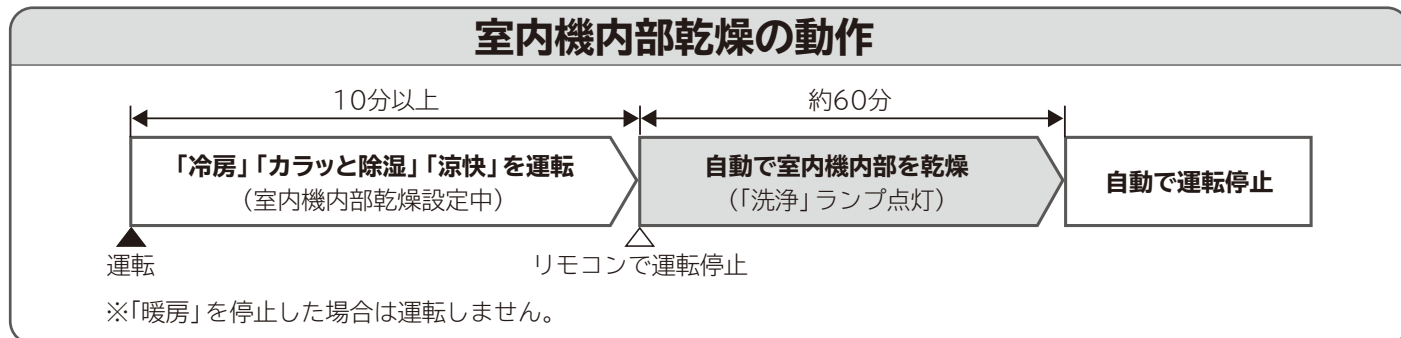 室内機内部乾燥の動作
10分以上
約60分
「冷房」「カラッと除湿」「涼快」を運転
（室内機内部乾燥設定中）
自動で室内機内部を乾燥
（「洗浄」ランプ点灯）
自動で運転停止
運転
リモコンで運転停止
※「暖房」を停止した場合は運転しません。